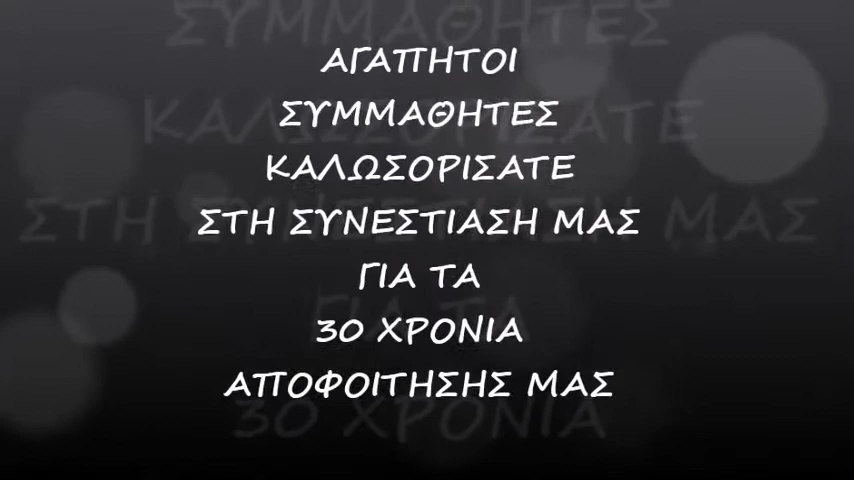 ΑΓΑΠΗΤΟΙ
ΣΥΜΜΑΘΗΤΕΣ
ΚΑΛΩΣΟΡΙΣΑΤΕ
ΣΤΗ ΣΥΝΕΣΤΙΑΣΗ ΜΑΣ
ΓΙΑ ΤΑ
30 ΧΡΟΝΙΑ
ΑΠΟΦΟΙΤΗΣΗΣ ΜΑΣ